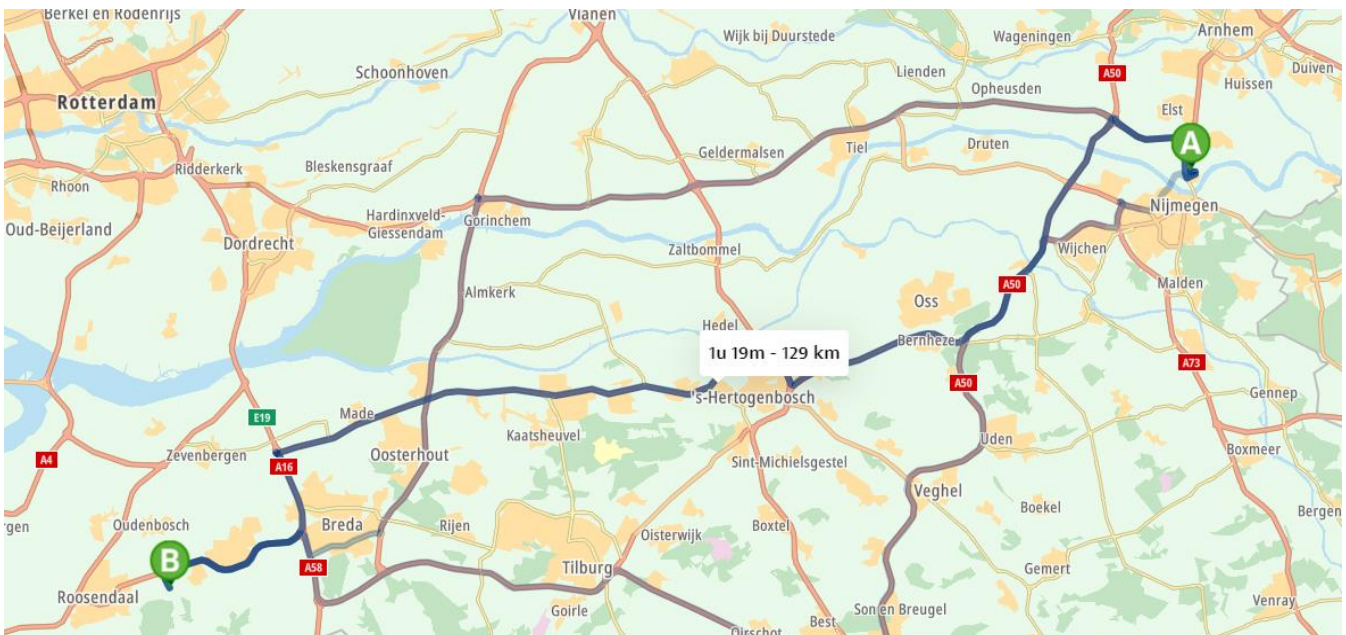 Berkel en Rodenrijs
Vianen
Wijk bij Duurstede
Wageningen
Arnhem
Schoonhoven
Lienden
A50
Duiven
Huissen
Opheusden
Rotterdam
Elst
A
Ridderkerk
Bleskensgraaf
Geldermalsen
Tiel
Druten
Rhoon
Nijmegen
Hardinxveld-
Giessendam
Gorinchem
Oud-Beijerland
Dordrecht
Zaltbommel
Wijchen
Malden
A50
Almkerk
Oss
Hedel
Bernheze
1u 19m - 129 km
A73
A50
Gennep
's-Hertogenbosch
E19
Made
Kaatsheuvel
Uden
Boxmeer
A4
Zevenbergen
A16
Oosterhout
Sint-Michielsgestel
Veghel
Boekel
Bergen
rgen
Oudenbosch
Breda
Rijen
Oisterwijk
Boxtel
B
A58
Tilburg
Gemert
Roosendaal
Goirle
Son en Breugel
Venray
Best
Oirschot